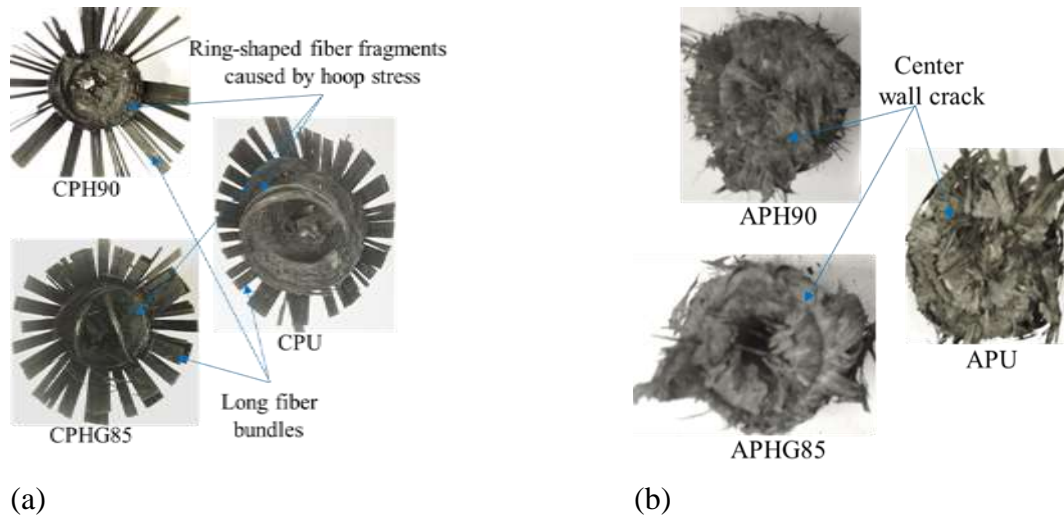 Ring-shaped fiber fragments
caused by hoop stress
CPH90
CPU
CPHG85
Long fiber
bundles
(a)
Center
wall crack
APH90
APU
APHG85
(b)